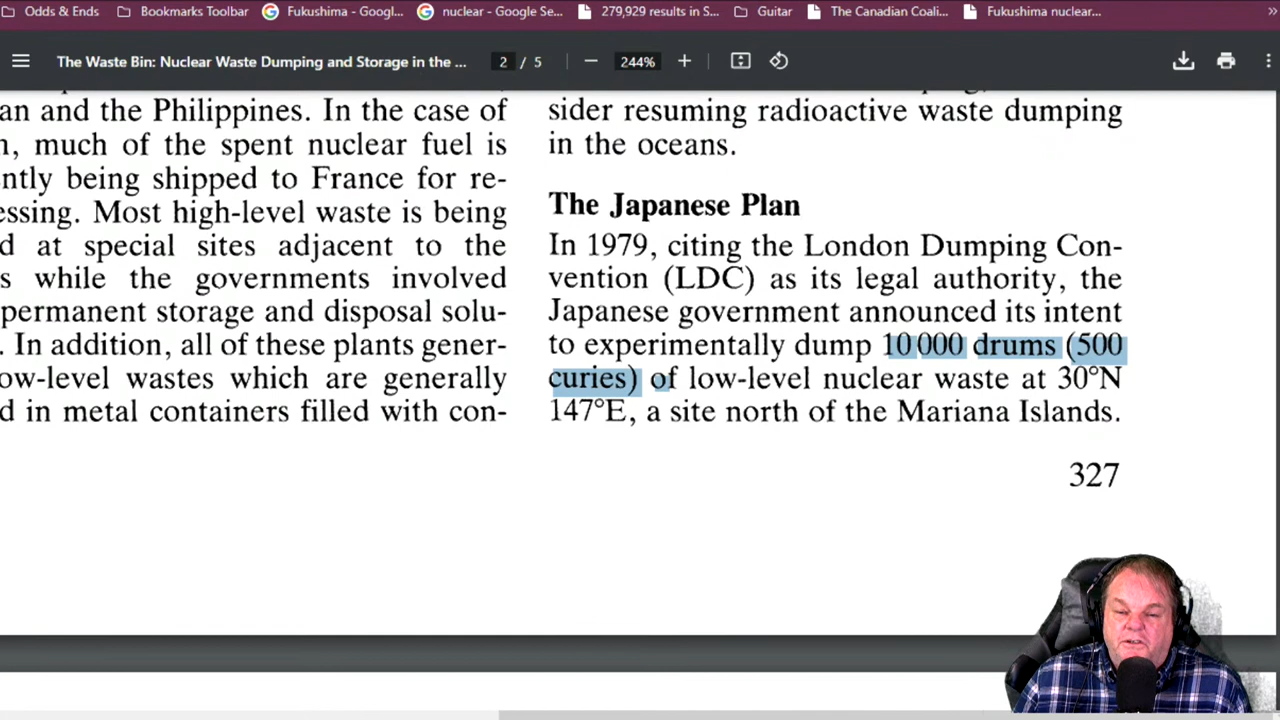 Odds & Ends
Bookmarks Toolbar
Fukushima - Googl...
nuclear - Google Se...
279,929 results in S...
Guitar
The Canadian Coali...
Fukushima nuclear...
»
The Waste Bin: Nuclear Waste Dumping and Storage in the ...
2 / 5
244%
an and the Philippines. In the case of
n, much of the spent nuclear fuel is
ntly being shipped to France for re-
essing. Most high-level waste is being
d at special sites adjacent to the
s while the governments involved
permanent storage and disposal solu-
. In addition, all of these plants gener-
ow-level wastes which are generally
d in metal containers filled with con-
sider resuming radioactive waste dumping
in the oceans.
The Japanese Plan
In 1979, citing the London Dumping Con-
vention (LDC) as its legal authority, the
Japanese government announced its intent
to experimentally dump 10 000 drums (500
curies) of low-level nuclear waste at 30°N
147°E, a site north of the Mariana Islands.
327